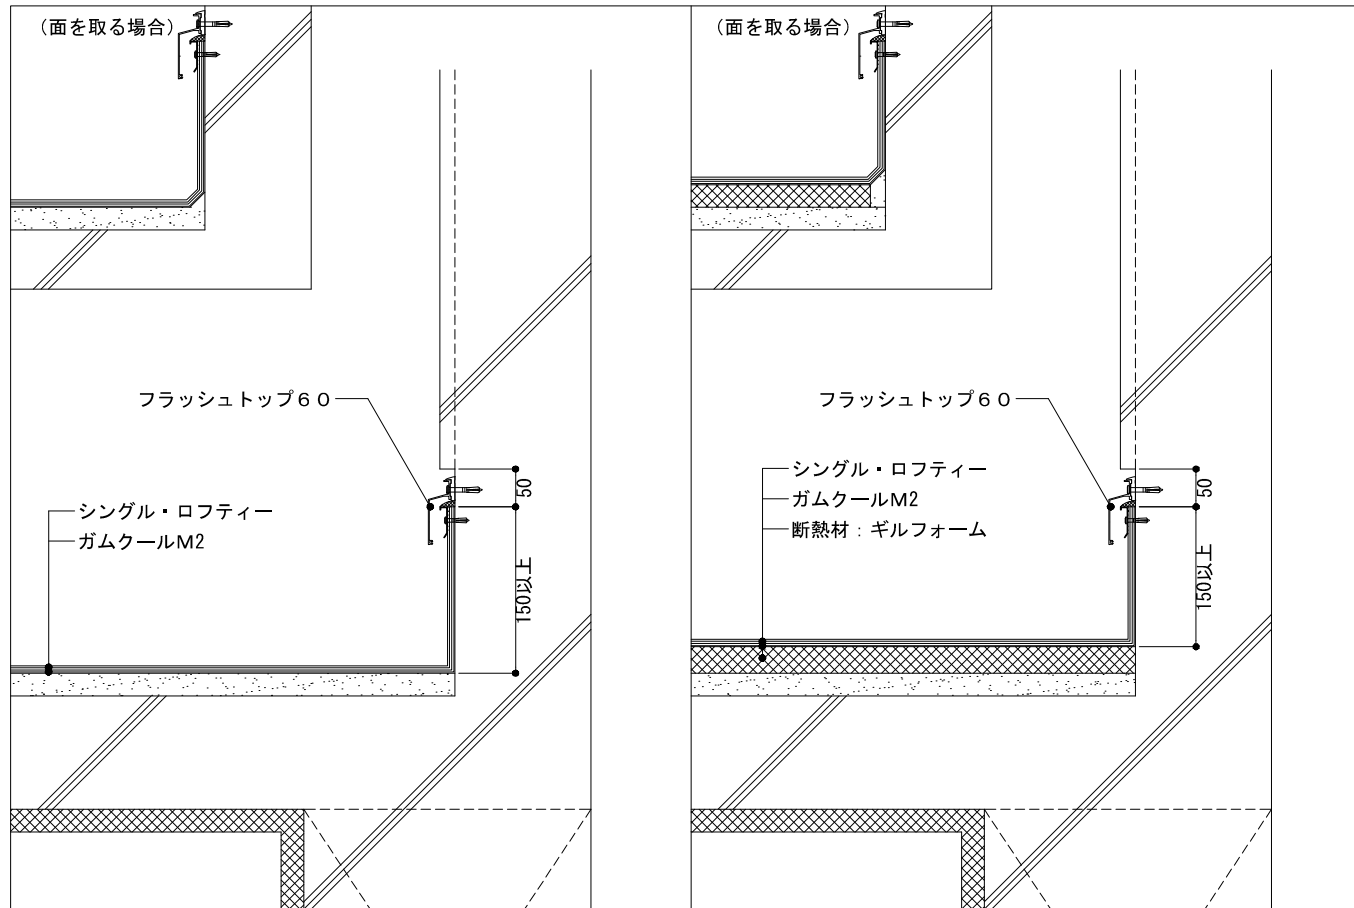 (面を取る場合)
フラッシュトップ６０
シングル・ロフティー
ガムクールM2
50
150以上
(面を取る場合)
フラッシュトップ６０
シングル・ロフティー
ガムクールM2
断熱材：ギルフォーム
50
150以上